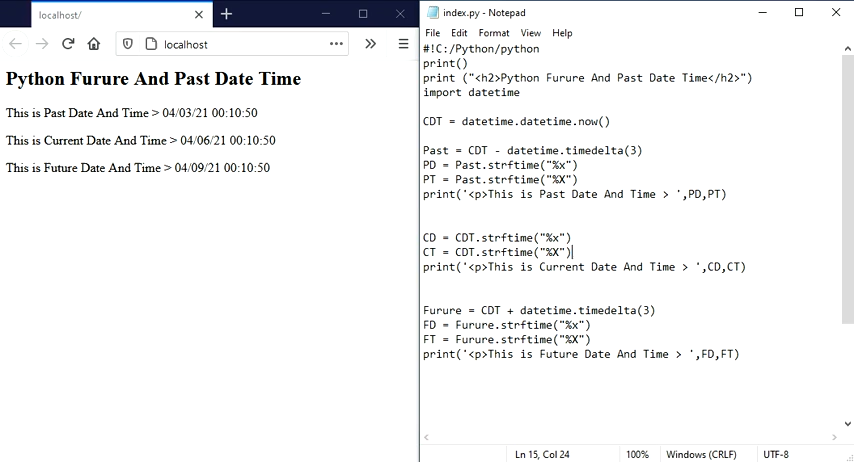 localhost/
localhost
Python Furure And Past Date Time
This is Past Date And Time > 04/03/21 00:10:50
This is Current Date And Time > 04/06/21 00:10:50
This is Future Date And Time > 04/09/21 00:10:50
index.py - Notepad
File Edit Format View Help
#!C:/Python/python
print()
print ("<h2>Python Furure And Past Date Time</h2>")
import datetime
CDT = datetime.datetime.now()
Past = CDT - datetime.timedelta(3)
PD = Past.strftime("%x")
PT = Past.strftime("%X")
print('<p>This is Past Date And Time > ',PD,PT)
CD = CDT.strftime("%x")
CT = CDT.strftime("%X")
print('<p>This is Current Date And Time > ',CD,CT)
Furure = CDT + datetime.timedelta(3)
FD = Furure.strftime("%x")
FT = Furure.strftime("%X")
print('<p>This is Future Date And Time > ',FD,FT)
Ln 15, Col 24 100% Windows (CRLF) UTF-8